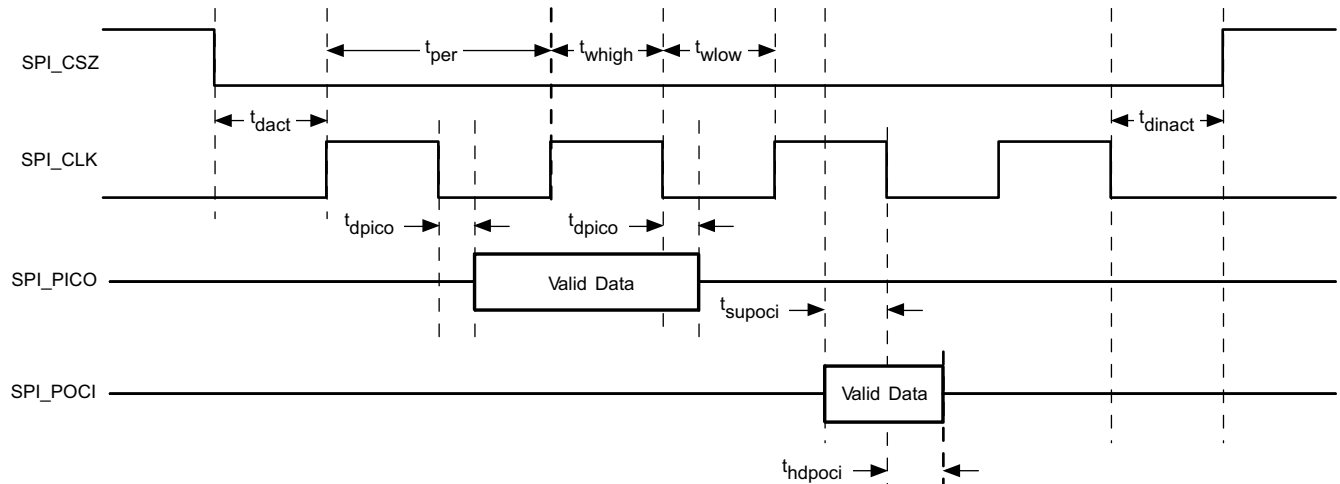 SPI_CSZ
t_per
t_whigh
t_wlow
t_dact
t_dinact
SPI_CLK
t_dpico
t_dpico
SPI_PICO
Valid Data
t_supoci
SPI_POCI
Valid Data
t_hdpoci